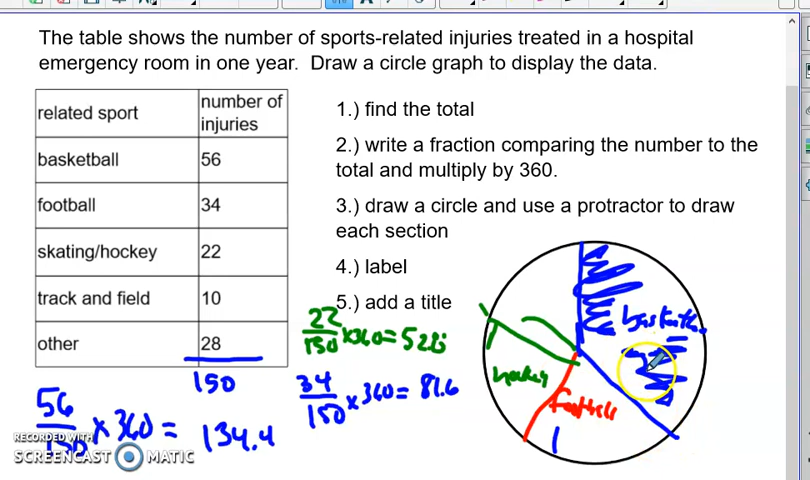 The table shows the number of sports-related injuries treated in a hospital
emergency room in one year. Draw a circle graph to display the data.
related sport number of injuries
basketball 56
football 34
skating/hockey 22
track and field 10
other 28
150
1.) find the total
2.) write a fraction comparing the number to the
total and multiply by 360.
3.) draw a circle and use a protractor to draw
each section
4.) label
5.) add a title
22/150 x 360 = 52.8
34/150 x 360 = 81.6
56/150 x 360 = 134.4
hockey
football
RECORDED WITH
SCREENCAST MATIC